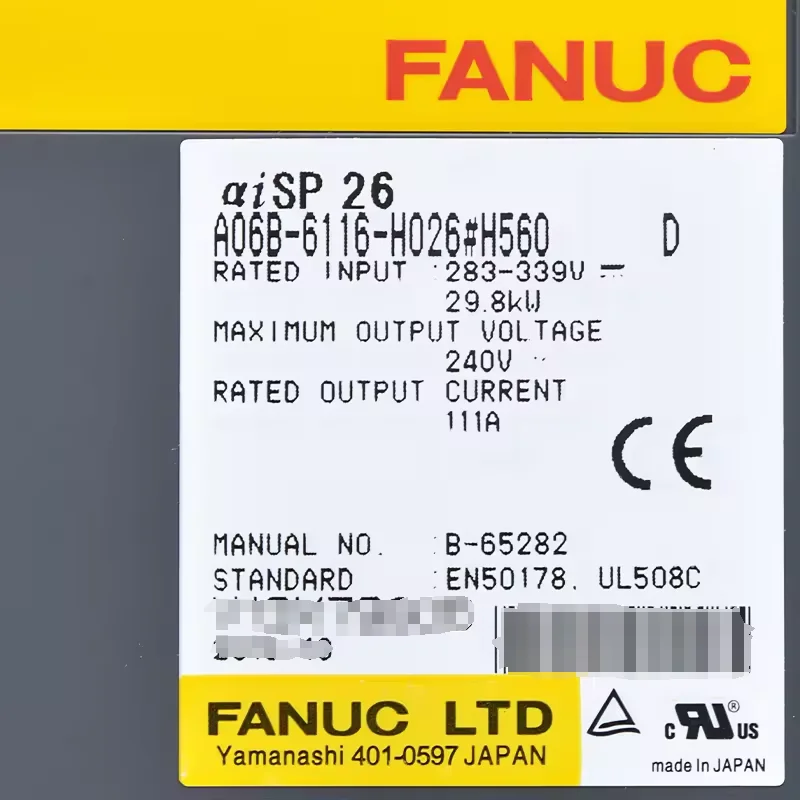 FANUC
αiSP 26
A06B-6116-H026#H560 D
RATED INPUT : 283-339V ⎓
29.8kW
MAXIMUM OUTPUT VOLTAGE
240V ~
RATED OUTPUT CURRENT
111A
CE
MANUAL NO. : B-65282
STANDARD : EN50178. UL508C
FANUC LTD
Yamanashi 401-0597 JAPAN
c RU ® US
made In JAPAN